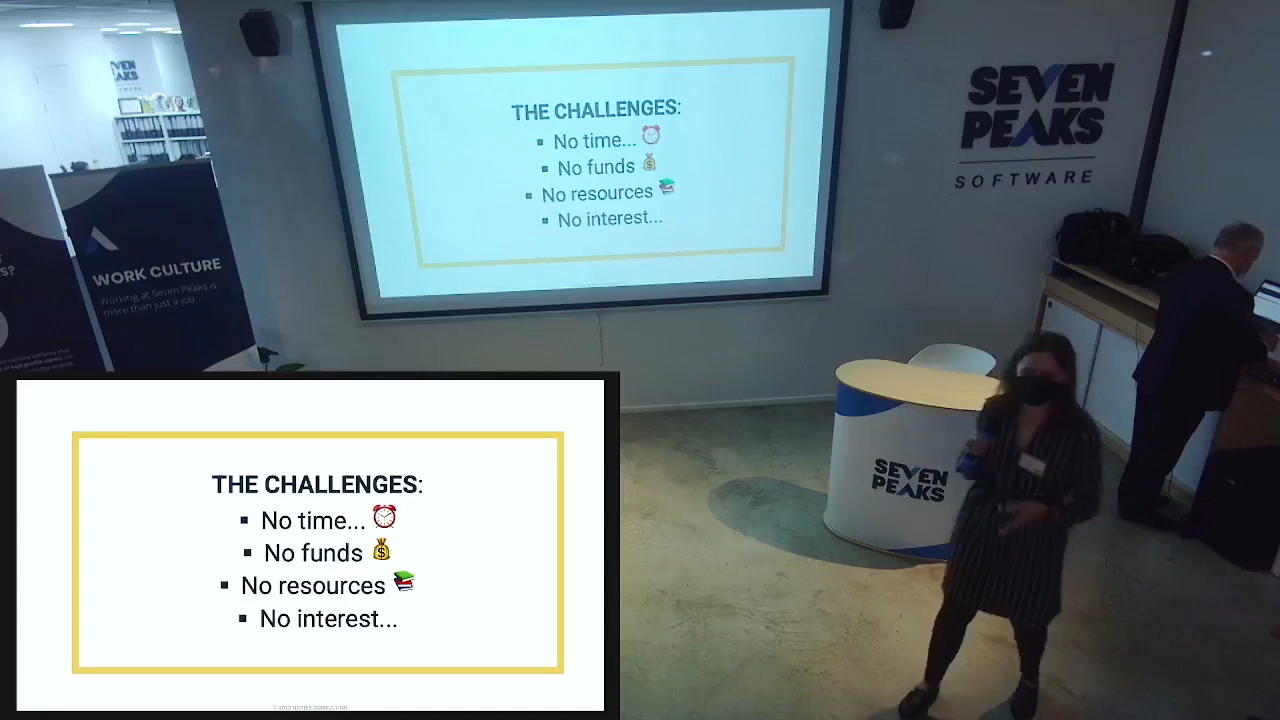 THE CHALLENGES:
▪ No time... ⏰
▪ No funds 💰
▪ No resources 📚
▪ No interest...
SEVEN
PEAKS
SOFTWARE
WORK CULTURE
Working at Seven Peaks is
more than just a job
SEVEN
PEAKS
THE CHALLENGES:
▪ No time... ⏰
▪ No funds 💰
▪ No resources 📚
▪ No interest...